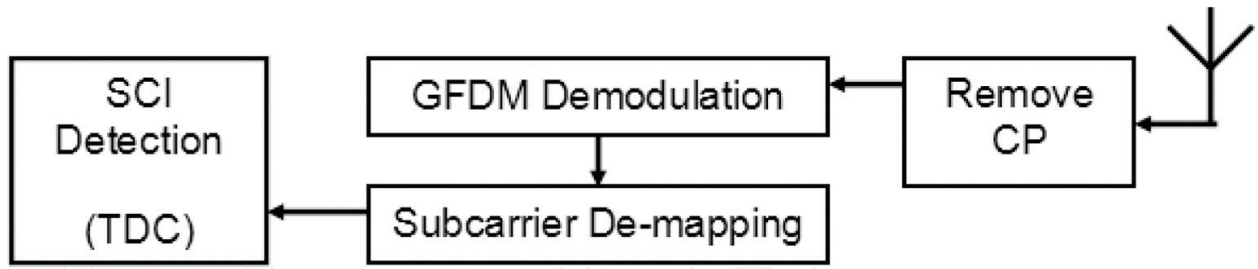 SCI
Detection
(TDC)
GFDM Demodulation
Subcarrier De-mapping
Remove
CP